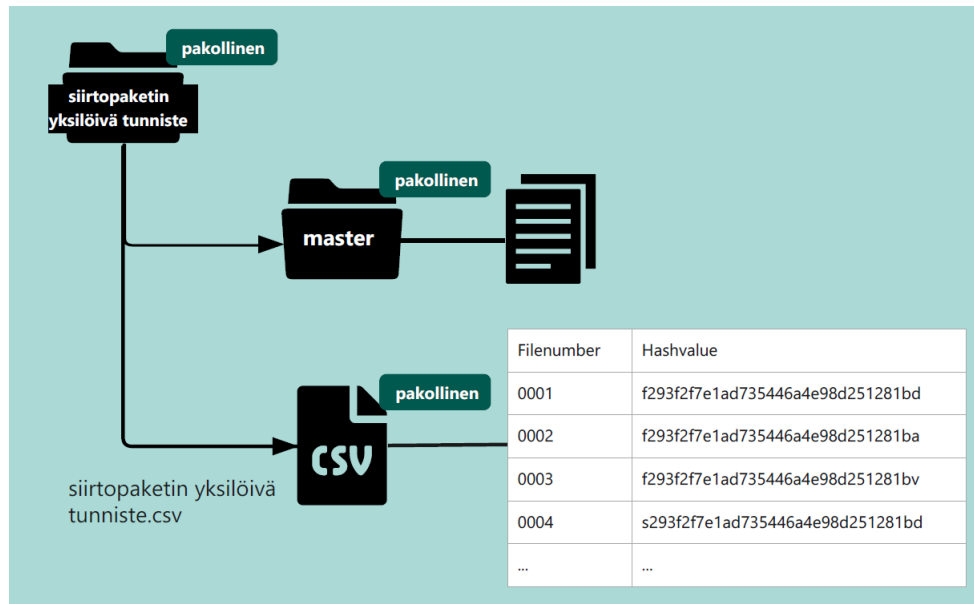 pakollinen
siirtopaketin
yksilöivä tunniste
pakollinen
master
pakollinen
CSV
siirtopaketin yksilöivä
tunniste.csv
Filenumber Hashvalue
0001 f293f2f7e1ad735446a4e98d251281bd
0002 f293f2f7e1ad735446a4e98d251281ba
0003 f293f2f7e1ad735446a4e98d251281bv
0004 s293f2f7e1ad735446a4e98d251281bd
... ...